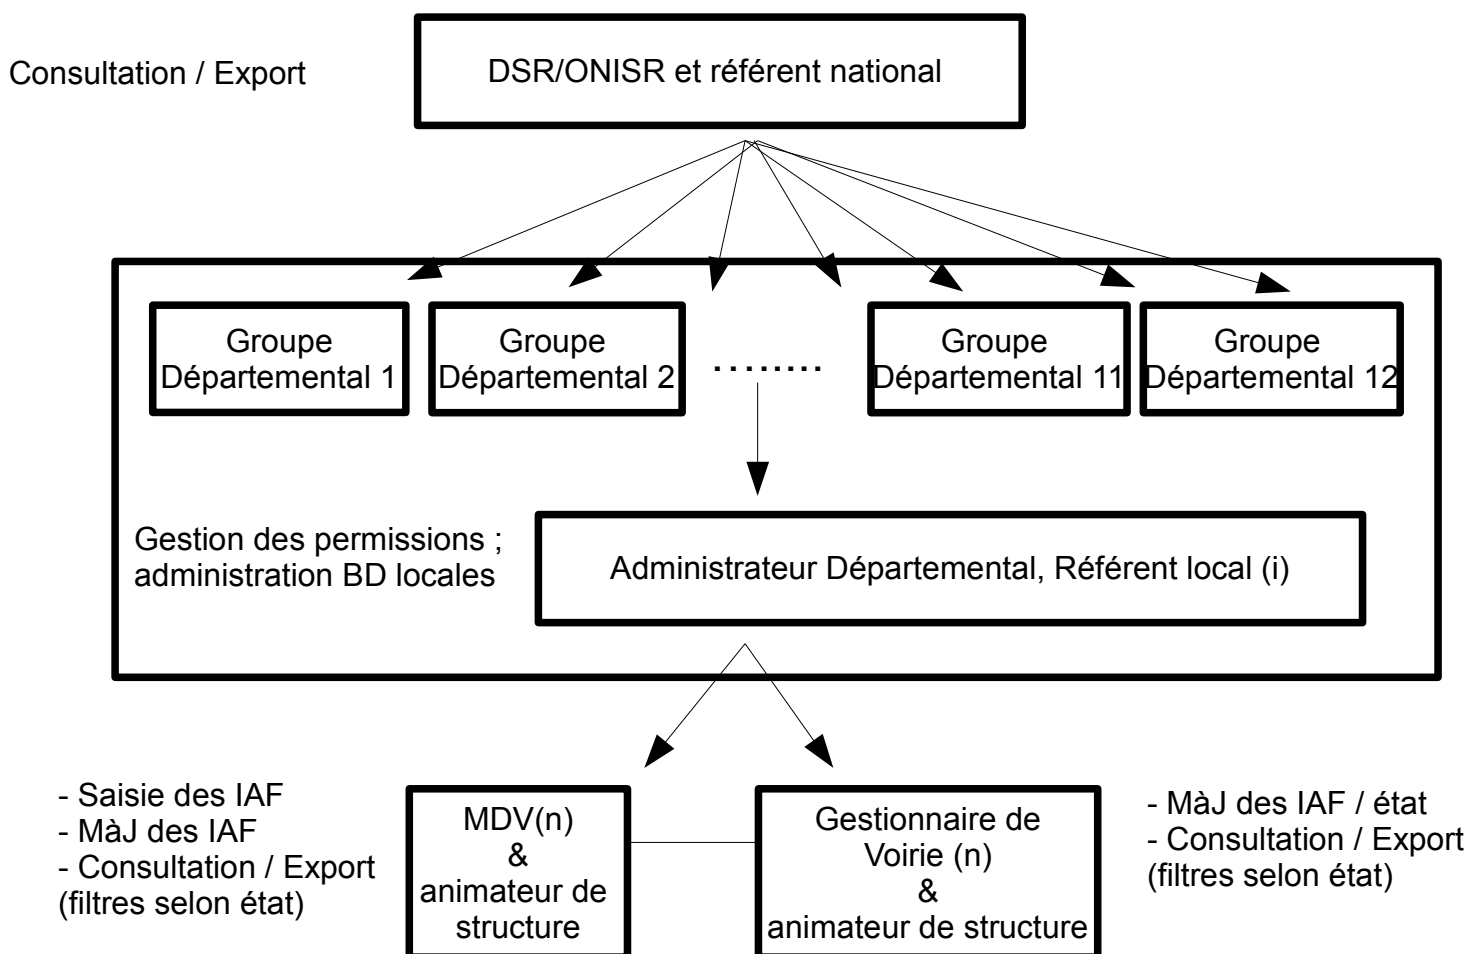 Consultation / Export
DSR/ONISR et référent national
Groupe
Départemental 1
Groupe
Départemental 2
........
Groupe
Départemental 11
Groupe
Départemental 12
Gestion des permissions ;
administration BD locales
Administrateur Départemental, Référent local (i)
- Saisie des IAF
- MàJ des IAF
- Consultation / Export
(filtres selon état)
MDV(n)
&
animateur de
structure
Gestionnaire de
Voirie (n)
&
animateur de structure
- MàJ des IAF / état
- Consultation / Export
(filtres selon état)